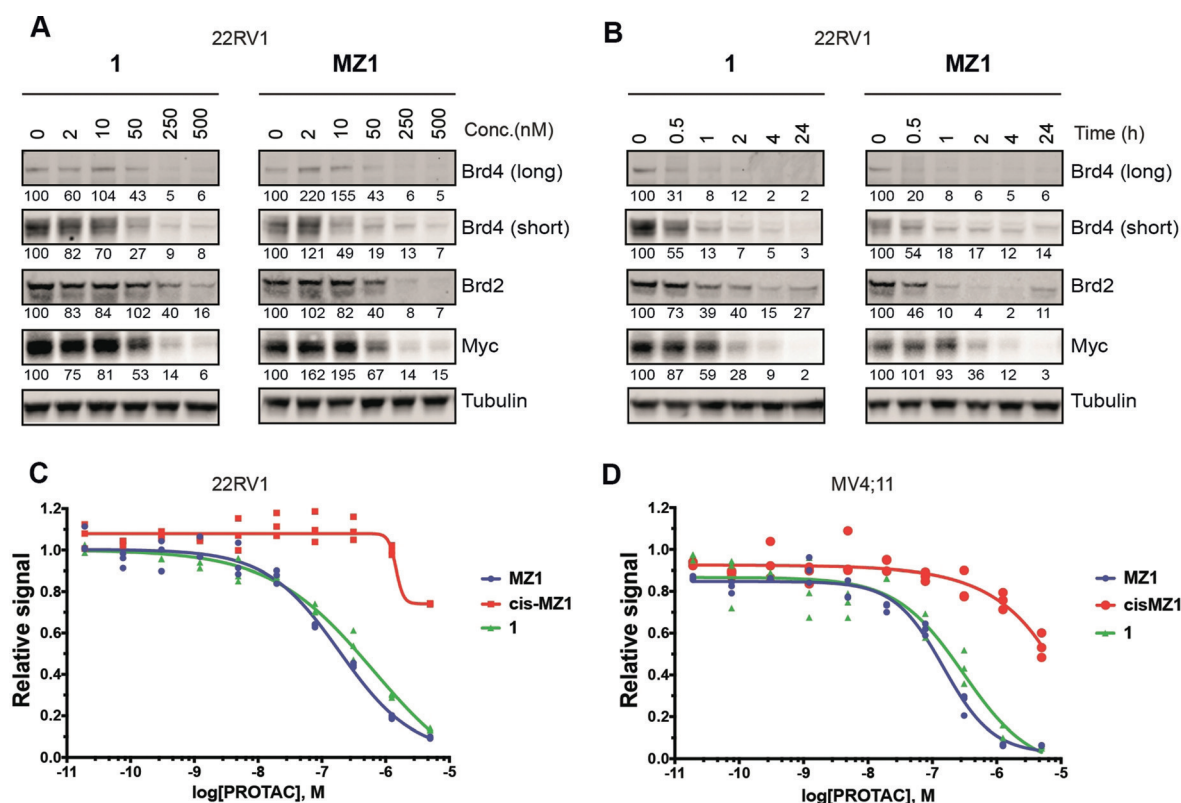 A
22RV1
1 MZ1
0 2 10 50 250 500 0 2 10 50 250 500 Conc.(nM)
Brd4 (long)
100 60 104 43 5 6 100 220 155 43 6 5
Brd4 (short)
100 82 70 27 9 8 100 121 49 19 13 7
Brd2
100 83 84 102 40 16 100 102 82 40 8 7
Myc
100 75 81 53 14 6 100 162 195 67 14 15
Tubulin
B
22RV1
1 MZ1
0 0.5 1 2 4 24 0 0.5 1 2 4 24 Time (h)
Brd4 (long)
100 31 8 12 2 2 100 20 8 6 5 6
Brd4 (short)
100 55 13 7 5 3 100 54 18 17 12 14
Brd2
100 73 39 40 15 27 100 46 10 4 2 11
Myc
100 87 59 28 9 2 100 101 93 36 12 3
Tubulin
C
22RV1
Relative signal
1.2
1.0
0.8
0.6
0.4
0.2
0.0
-11 -10 -9 -8 -7 -6 -5
log[PROTAC], M
MZ1
cis-MZ1
1
D
MV4;11
Relative signal
1.2
1.0
0.8
0.6
0.4
0.2
0.0
-11 -10 -9 -8 -7 -6 -5
log[PROTAC], M
MZ1
cisMZ1
1